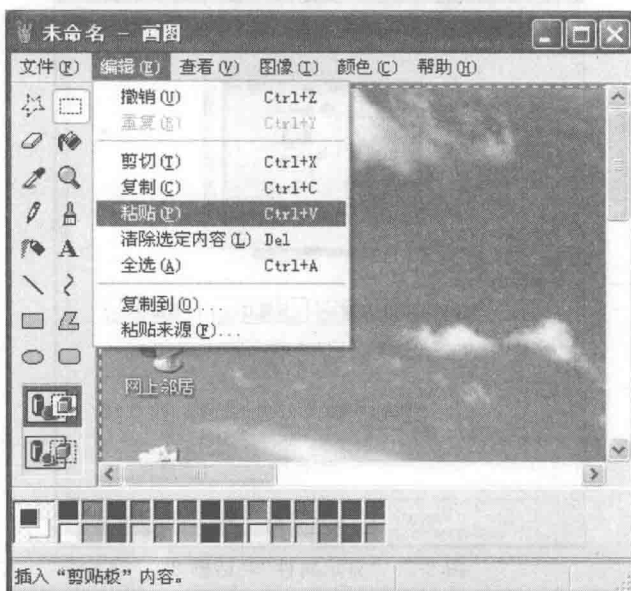 未命名 - 画图
文件(F) 编辑(E) 查看(V) 图像(I) 颜色(C) 帮助(H)
撤销(U) Ctrl+Z
重复(R) Ctrl+Y
剪切(T) Ctrl+X
复制(C) Ctrl+C
粘贴(P) Ctrl+V
清除选定内容(L) Del
全选(A) Ctrl+A
复制到(O)...
粘贴来源(F)...
A
网上邻居
插入“剪贴板”内容。